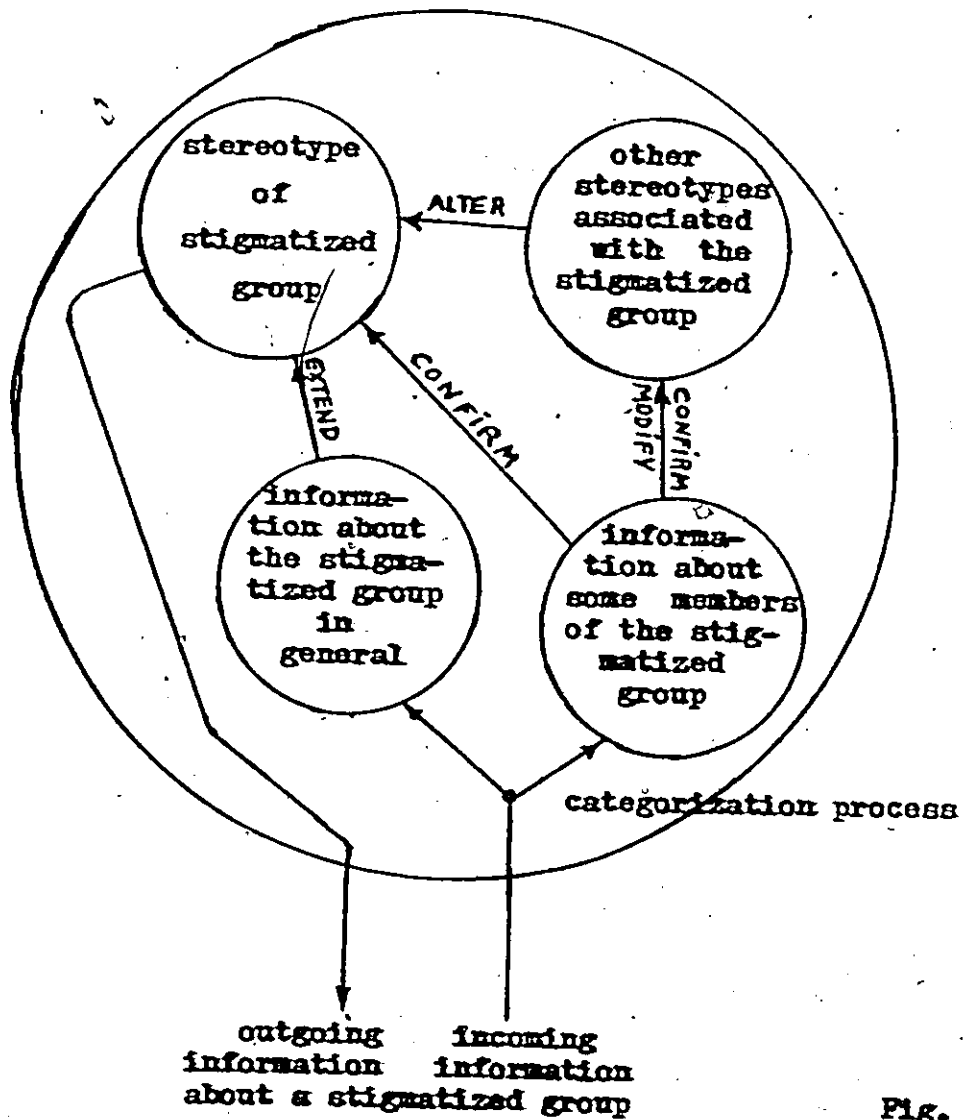 stereotype
of
stigmatized
group
other
stereotypes
associated
with the
stigmatized
group
ALTER
EXTEND
CONFIRM
MODIFY
CONFIRM
informa-
tion about
the stigma-
tized group
in
general
informa-
tion about
some members
of the stig-
matized
group
categorization process
outgoing
information
incoming
information
about a stigmatized group
Fig.